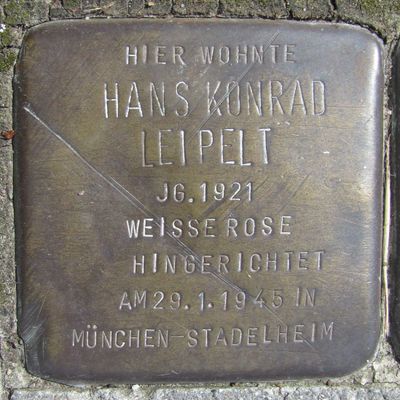 HIER WOHNTE
HANS KONRAD
LEIPELT
JG. 1921
WEISSE ROSE
HINGERICHTET
AM 29.1.1945 IN
MÜNCHEN-STADELHEIM